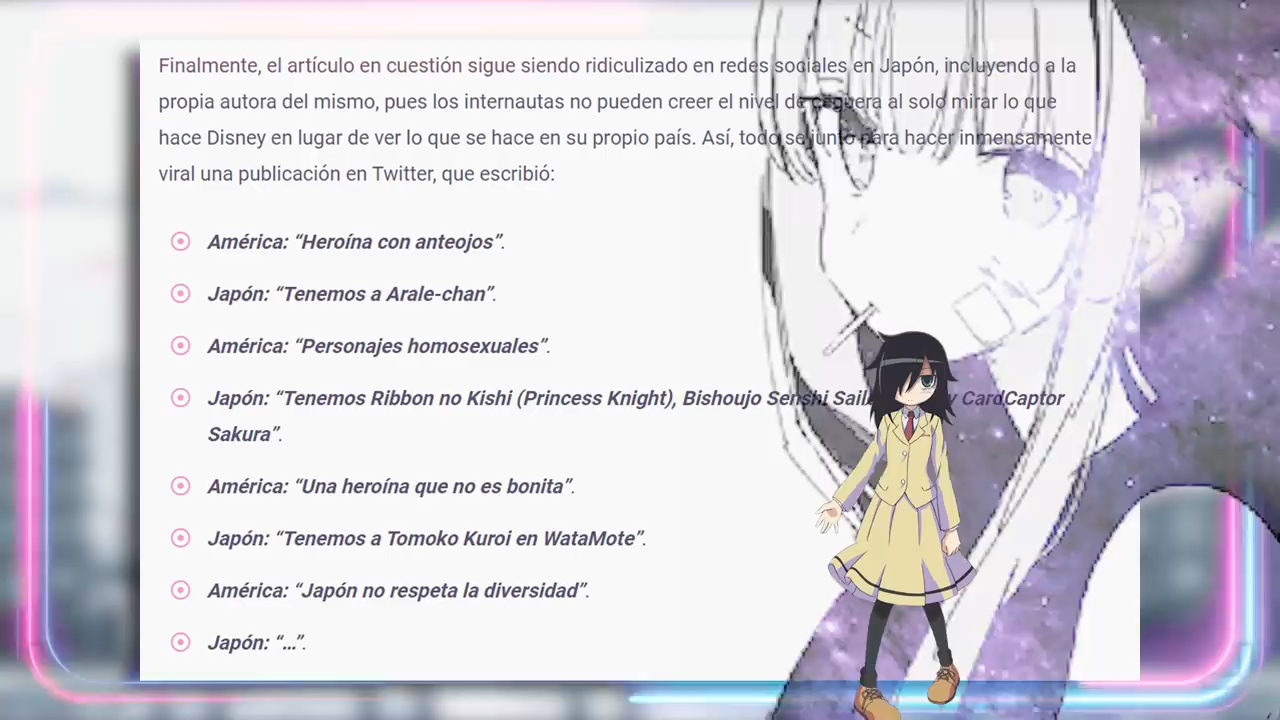 Finalmente, el artículo en cuestión sigue siendo ridiculizado en redes sociales en Japón, incluyendo a la
propia autora del mismo, pues los internautas no pueden creer el nivel de ceguera al solo mirar lo que
hace Disney en lugar de ver lo que se hace en su propio país. Así, todo se juntó para hacer inmensamente
viral una publicación en Twitter, que escribió:
América: “Heroína con anteojos”.
Japón: “Tenemos a Arale-chan”.
América: “Personajes homosexuales”.
Japón: “Tenemos Ribbon no Kishi (Princess Knight), Bishoujo Senshi y CardCaptor
Sakura”.
América: “Una heroína que no es bonita”.
Japón: “Tenemos a Tomoko Kuroi en WataMote”.
América: “Japón no respeta la diversidad”.
Japón: “…”.